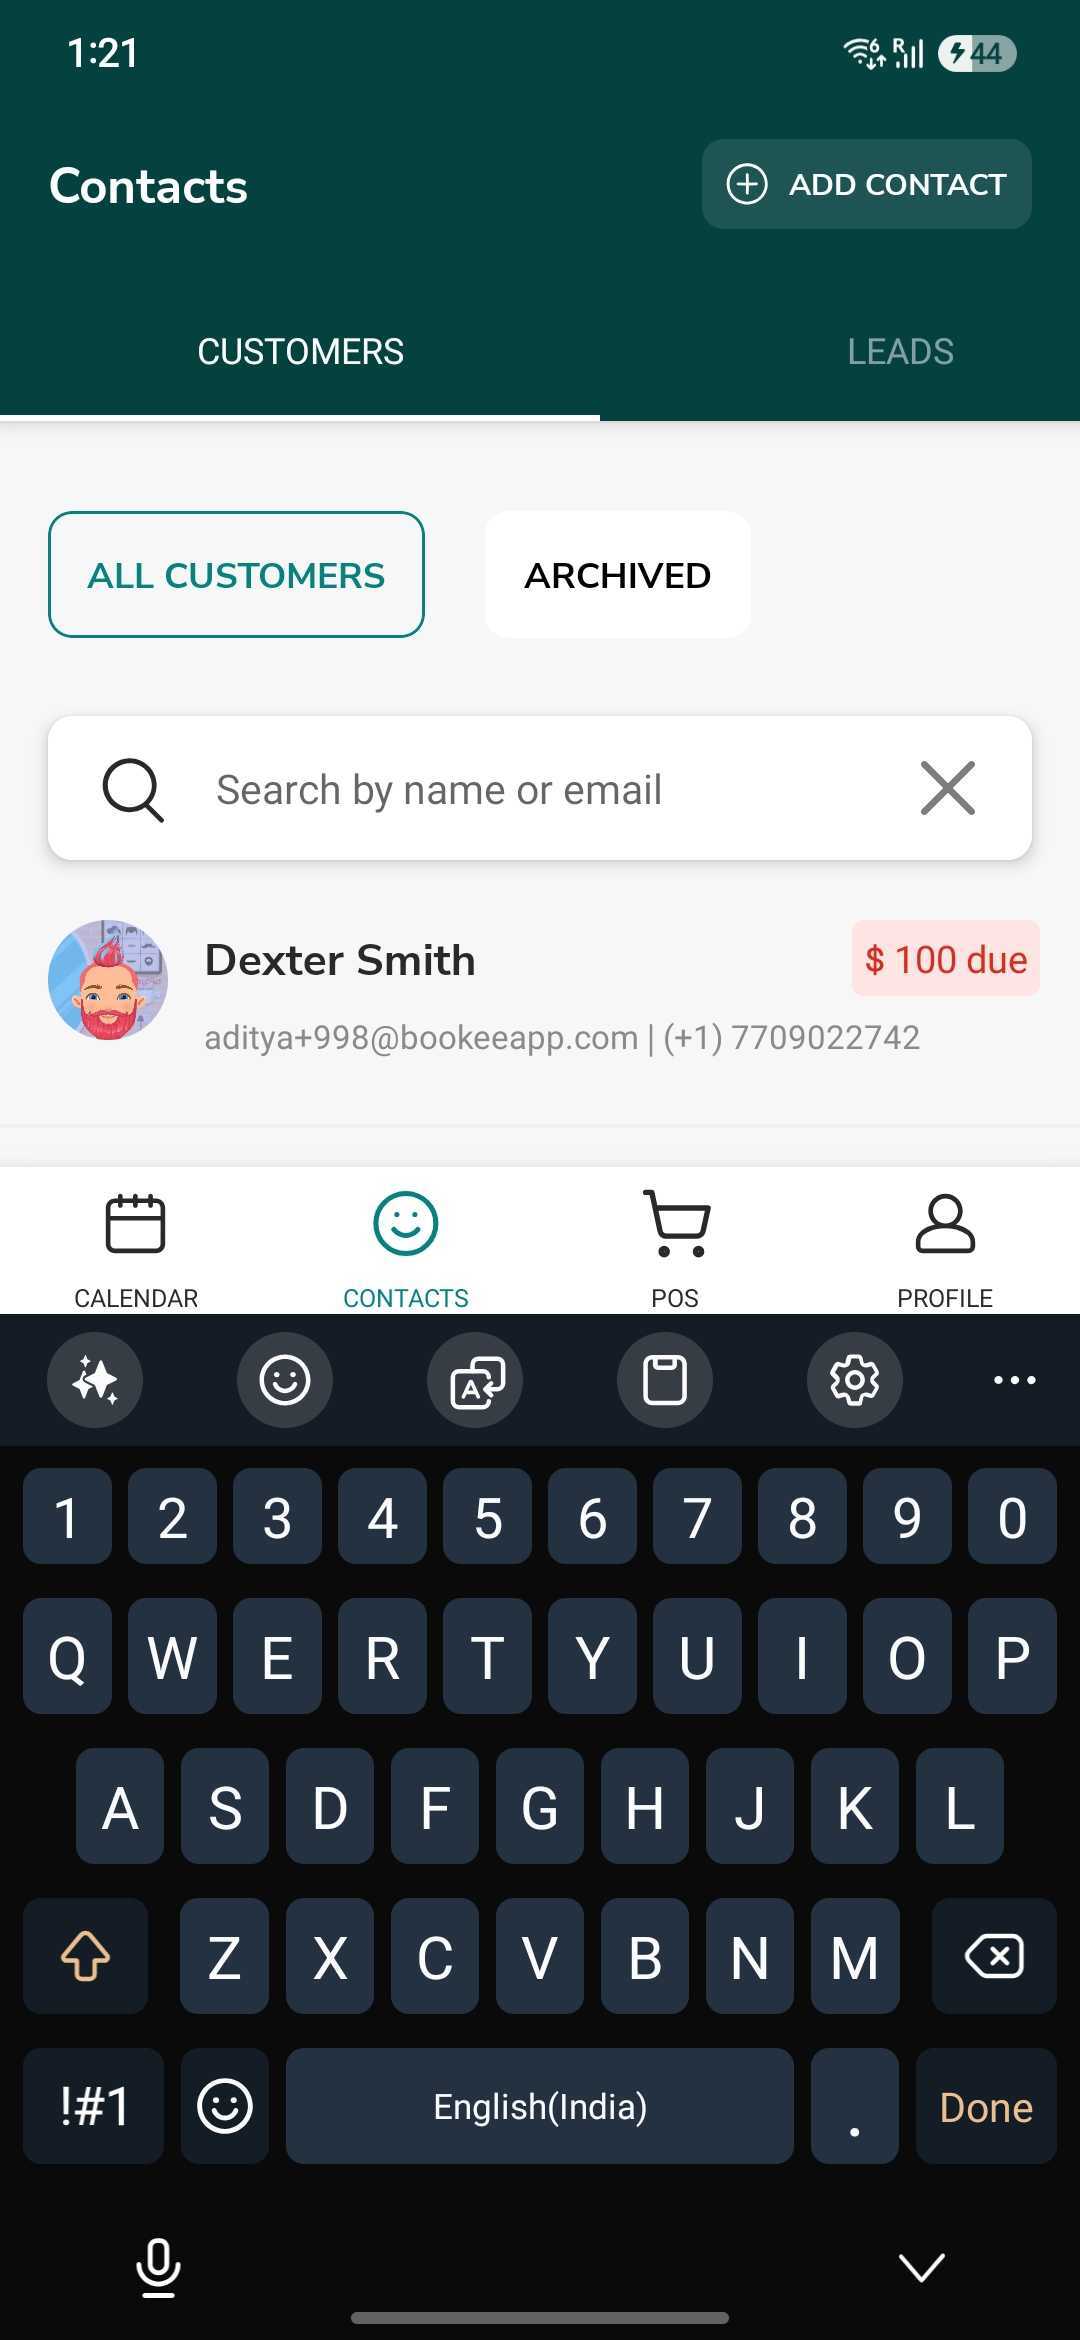 1:21
6 R 44
Contacts
ADD CONTACT
CUSTOMERS LEADS
ALL CUSTOMERS ARCHIVED
Search by name or email
Dexter Smith $ 100 due
aditya+998@bookeeapp.com | (+1) 7709022742
CALENDAR CONTACTS POS PROFILE
A
1 2 3 4 5 6 7 8 9 0
Q W E R T Y U I O P
A S D F G H J K L
Z X C V B N M
!#1 English(India) . Done